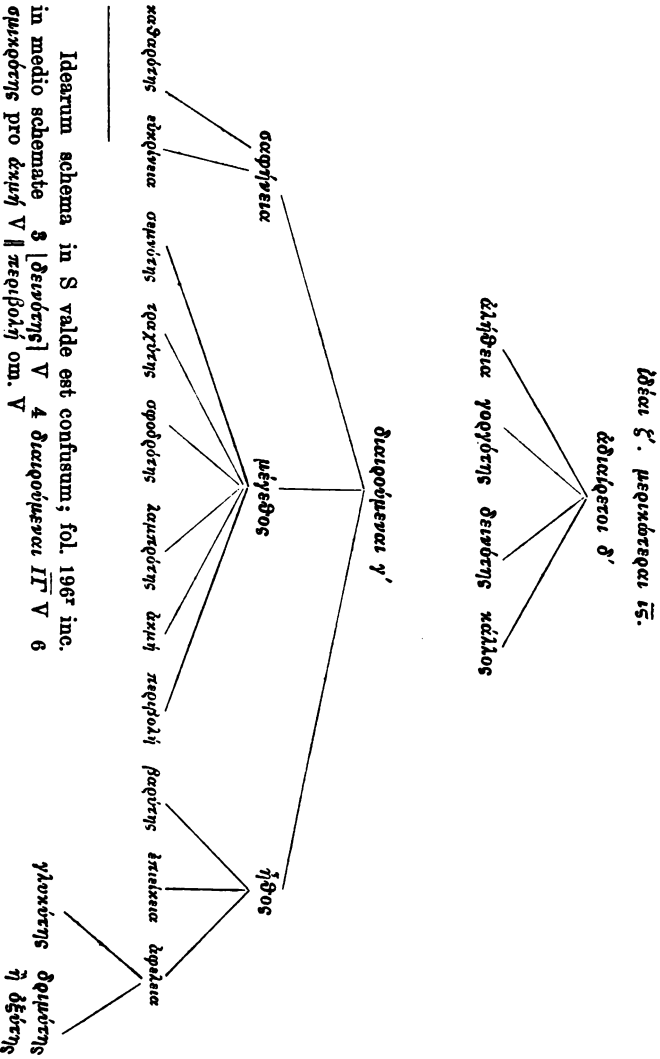 ἰδέαι ζ΄. μερικώτεραι ι̅ϛ̅.
ἀδιαίρετοι δ΄
ἀλήθεια γοργότης δεινότης κάλλος
διαιρούμεναι γ΄
σαφήνεια μέγεθος ἦθος
καθαρότης εὐκρίνεια σεμνότης τραχύτης σφοδρότης λαμπρότης ἀκμή περιβολή βαρύτης ἐπιείκεια ἀφέλεια
γλυκύτης δριμύτης
ἢ ὀξύτης
Idearum schema in S valde est confusum; fol. 196r inc.
in medio schemate 3 |δεινότης| V 4 διαιρούμεναι Π̅Γ̅ V 6
σμικρότης pro ἀκμή V ‖ περιβολή om. V